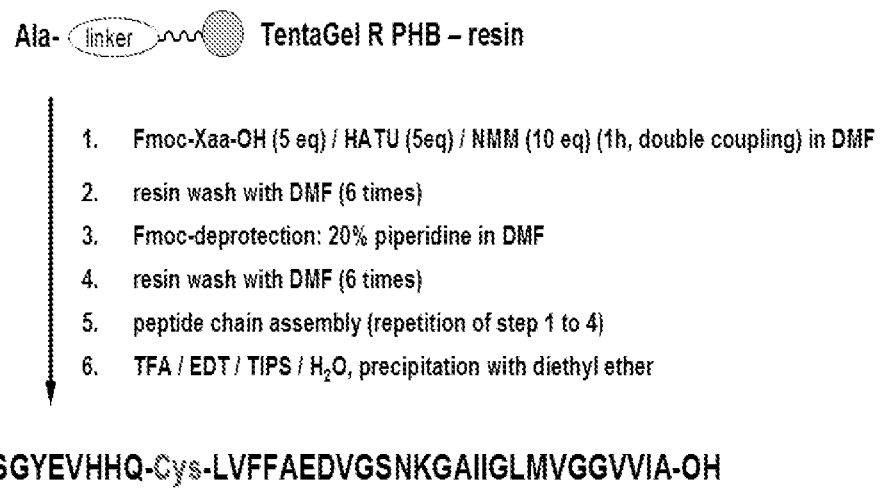 Ala- linker TentaGel R PHB – resin
1. Fmoc-Xaa-OH (5 eq) / HATU (5eq) / NMM (10 eq) (1h, double coupling) in DMF
2. resin wash with DMF (6 times)
3. Fmoc-deprotection: 20% piperidine in DMF
4. resin wash with DMF (6 times)
5. peptide chain assembly (repetition of step 1 to 4)
6. TFA / EDT / TIPS / H₂O, precipitation with diethyl ether
SGYEVHHQ-Cys-LVFFAEDVGSNKGAIIGLMVGGVVIA-OH